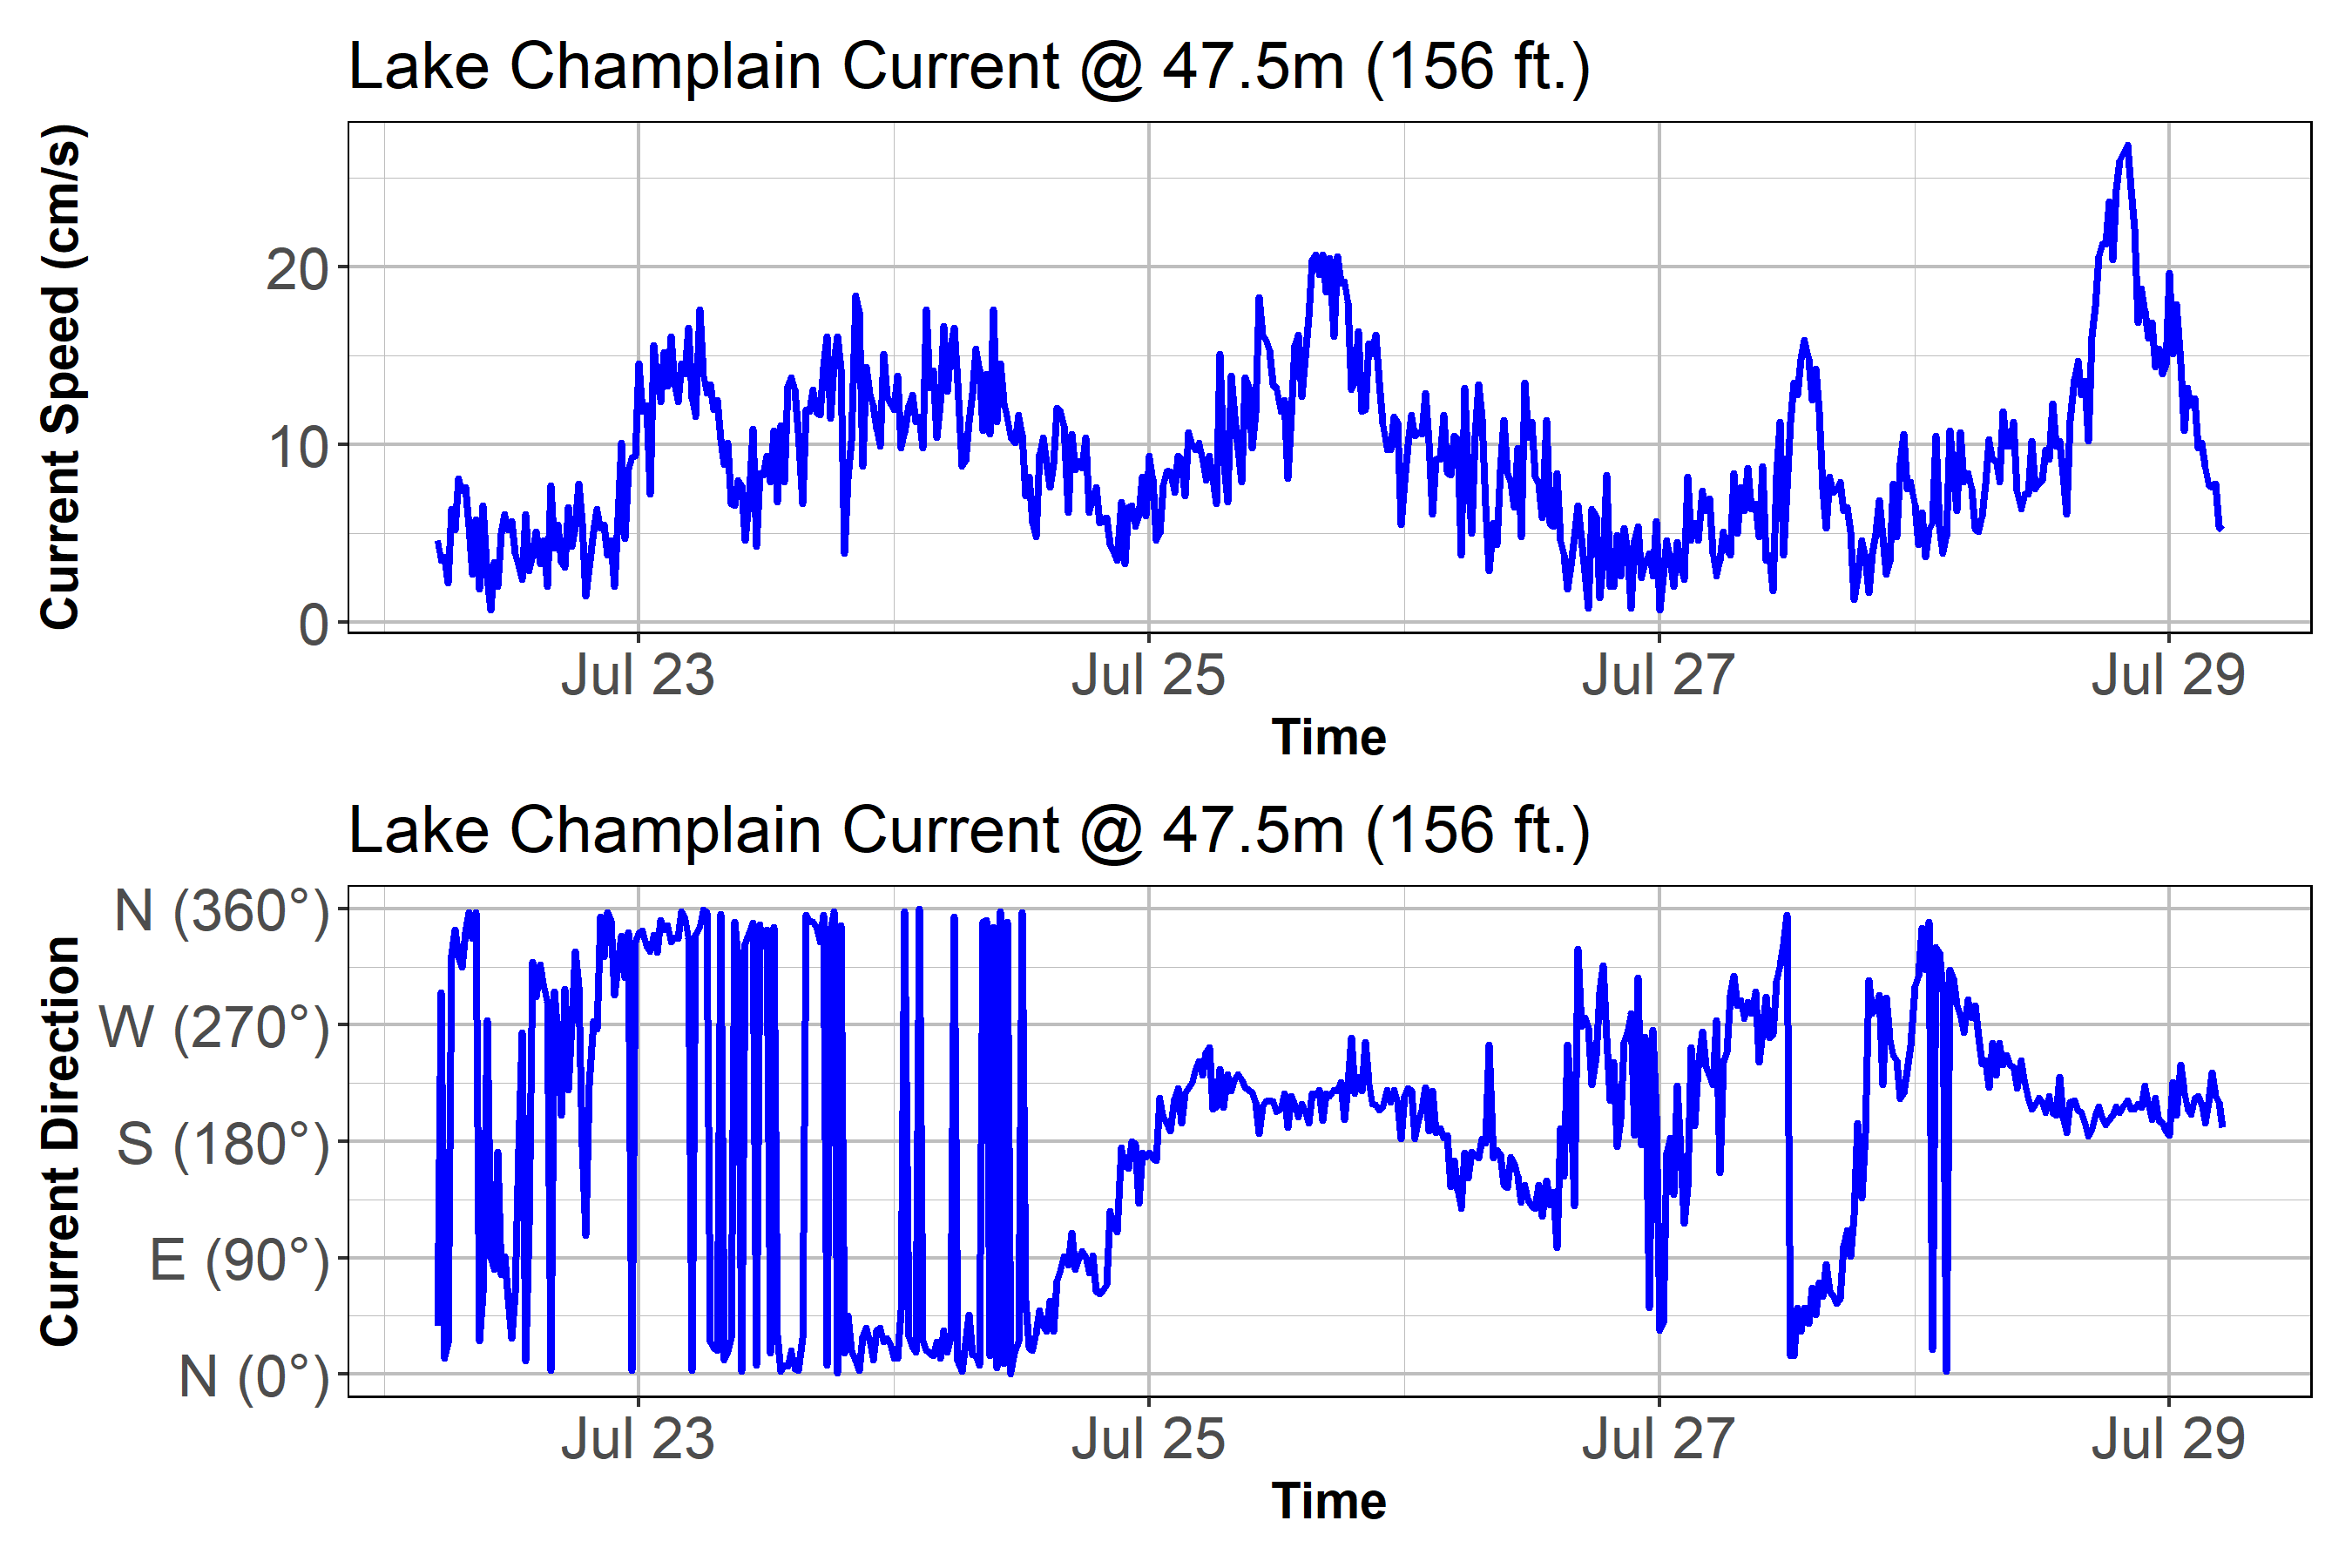 Lake Champlain Current @ 47.5m (156 ft.)
Current Speed (cm/s)
20
10
0
Jul 23 Jul 25 Jul 27 Jul 29
Time
Lake Champlain Current @ 47.5m (156 ft.)
Current Direction
N (360°)
W (270°)
S (180°)
E (90°)
N (0°)
Jul 23 Jul 25 Jul 27 Jul 29
Time